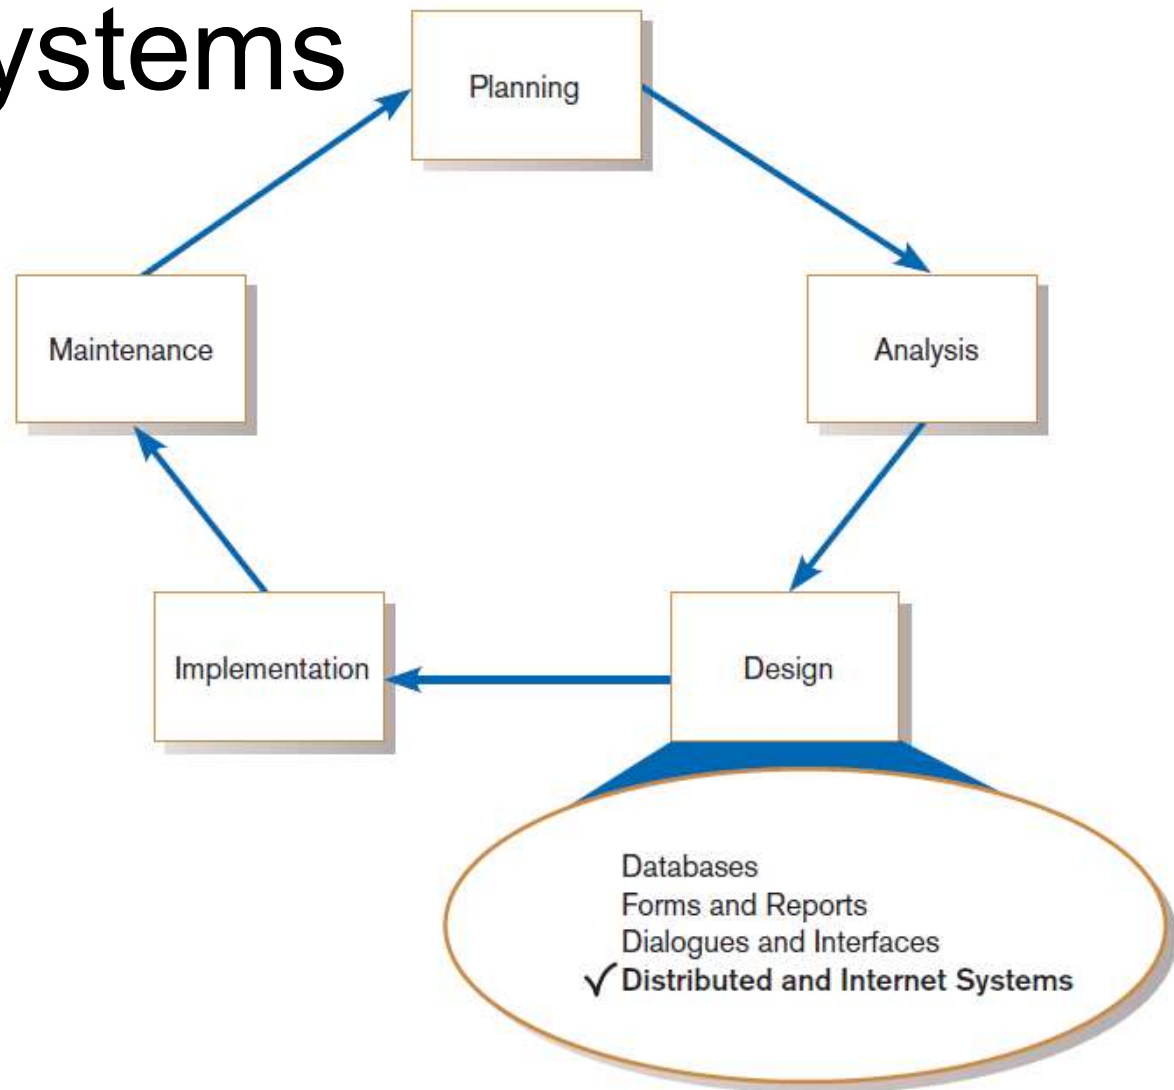 ystems
Planning
Maintenance
Analysis
Implementation
Design
Databases
Forms and Reports
Dialogues and Interfaces
✓Distributed and Internet Systems